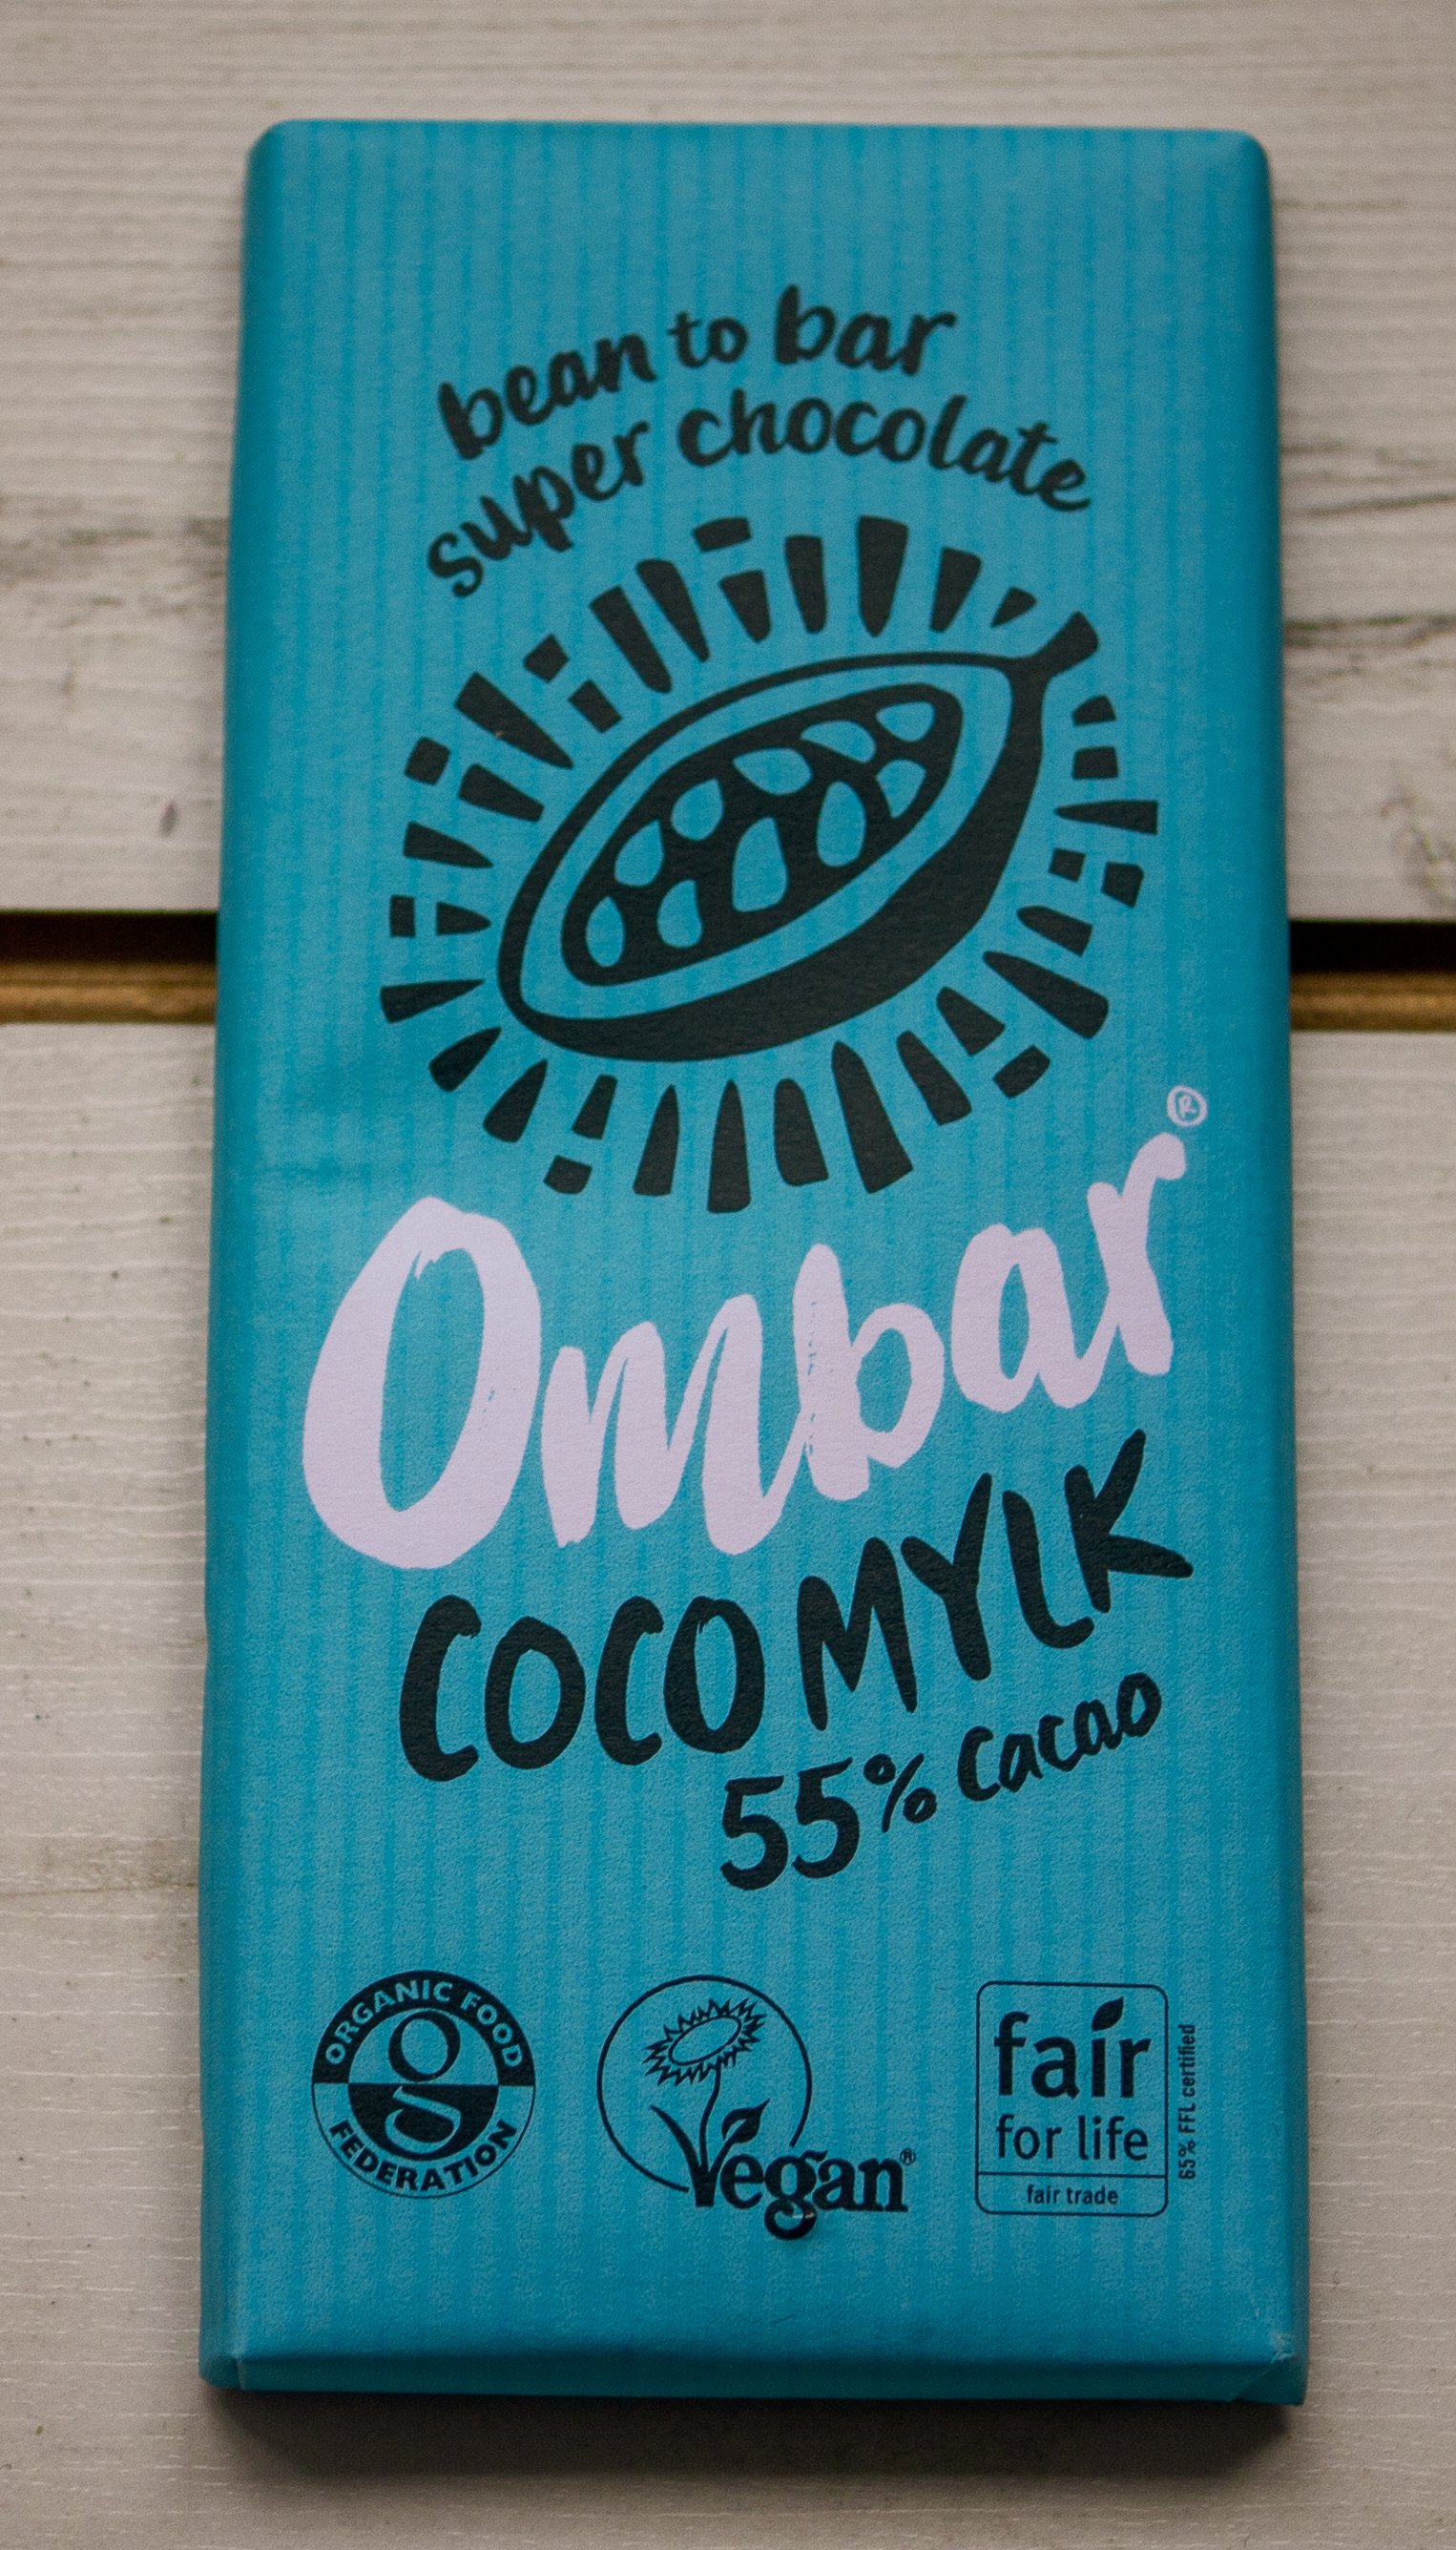 bean to bar
super chocolate
Ombar®
COCO MYLK
55% cacao
ORGANIC FOOD
FEDERATION
Vegan®
fair
for life
fair trade
65% FFL certified